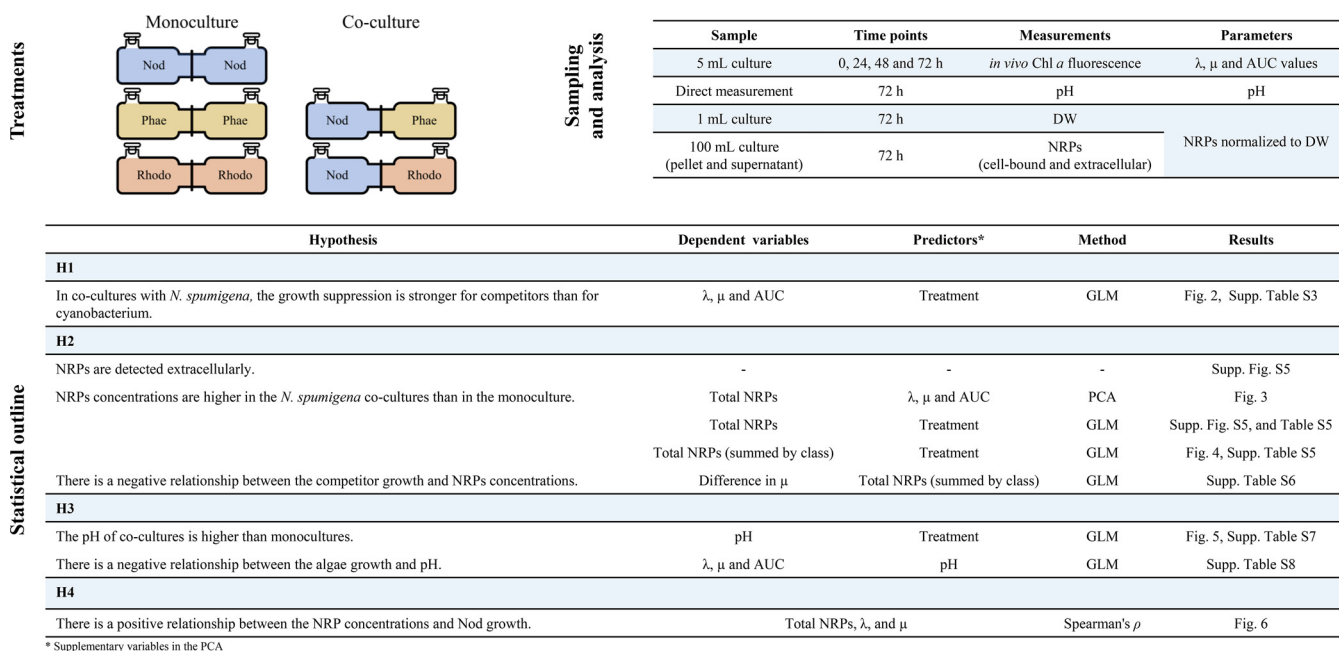 Treatments
Monoculture
Co-culture
Nod Nod
Phae Phae
Nod Phae
Rhodo Rhodo
Nod Rhodo
Sampling
and analysis
Sample Time points Measurements Parameters
5 mL culture 0, 24, 48 and 72 h in vivo Chl a fluorescence λ, µ and AUC values
Direct measurement 72 h pH pH
1 mL culture 72 h DW
NRPs normalized to DW
100 mL culture
(pellet and supernatant)
72 h
NRPs
(cell-bound and extracellular)
Statistical outline
Hypothesis Dependent variables Predictors* Method Results
H1
In co-cultures with N. spumigena, the growth suppression is stronger for competitors than for
cyanobacterium.
λ, µ and AUC Treatment GLM Fig. 2, Supp. Table S3
H2
NRPs are detected extracellularly. - - - Supp. Fig. S5
NRPs concentrations are higher in the N. spumigena co-cultures than in the monoculture. Total NRPs λ, µ and AUC PCA Fig. 3
Total NRPs Treatment GLM Supp. Fig. S5, and Table S5
Total NRPs (summed by class) Treatment GLM Fig. 4, Supp. Table S5
There is a negative relationship between the competitor growth and NRPs concentrations. Difference in µ Total NRPs (summed by class) GLM Supp. Table S6
H3
The pH of co-cultures is higher than monocultures. pH Treatment GLM Fig. 5, Supp. Table S7
There is a negative relationship between the algae growth and pH. λ, µ and AUC pH GLM Supp. Table S8
H4
There is a positive relationship between the NRP concentrations and Nod growth. Total NRPs, λ, and µ Spearman's ρ Fig. 6
* Supplementary variables in the PCA